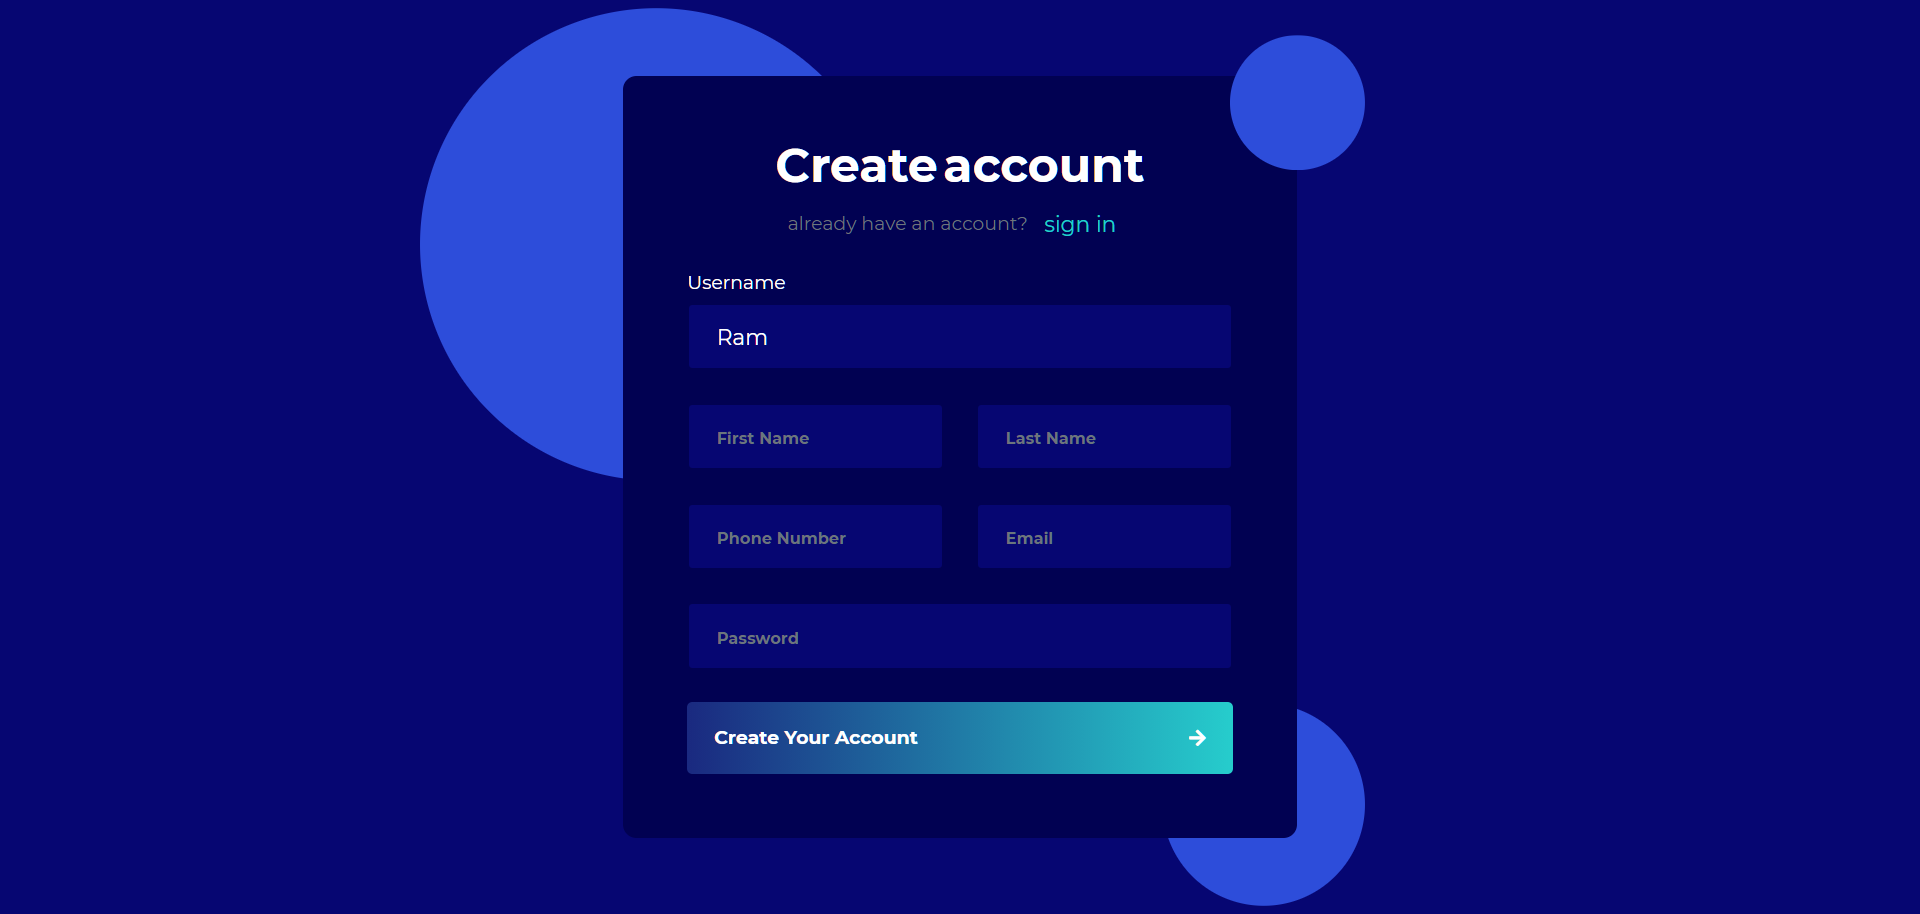 Create account
already have an account? sign in
Username
Ram
First Name
Last Name
Phone Number
Email
Password
Create Your Account